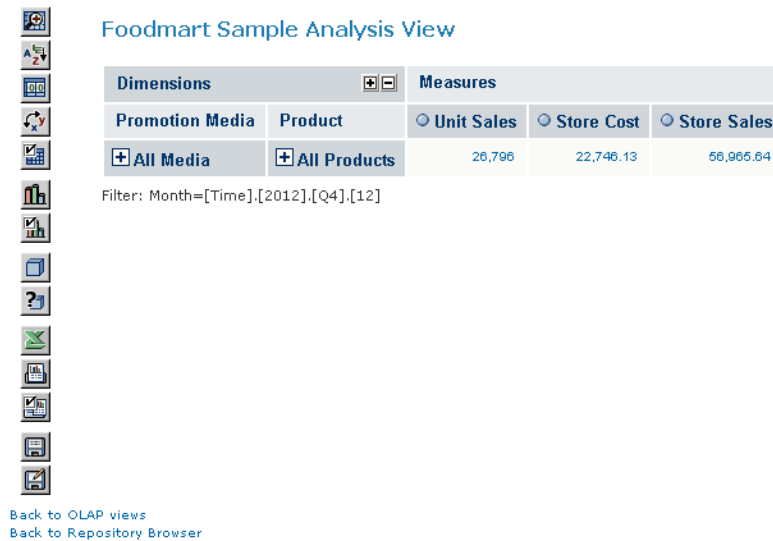 Foodmart Sample Analysis View
Dimensions Measures
Promotion Media Product Unit Sales Store Cost Store Sales
All Media All Products 26,796 22,746.13 56,965.64
Filter: Month=[Time].[2012].[Q4].[12]
Back to OLAP views
Back to Repository Browser